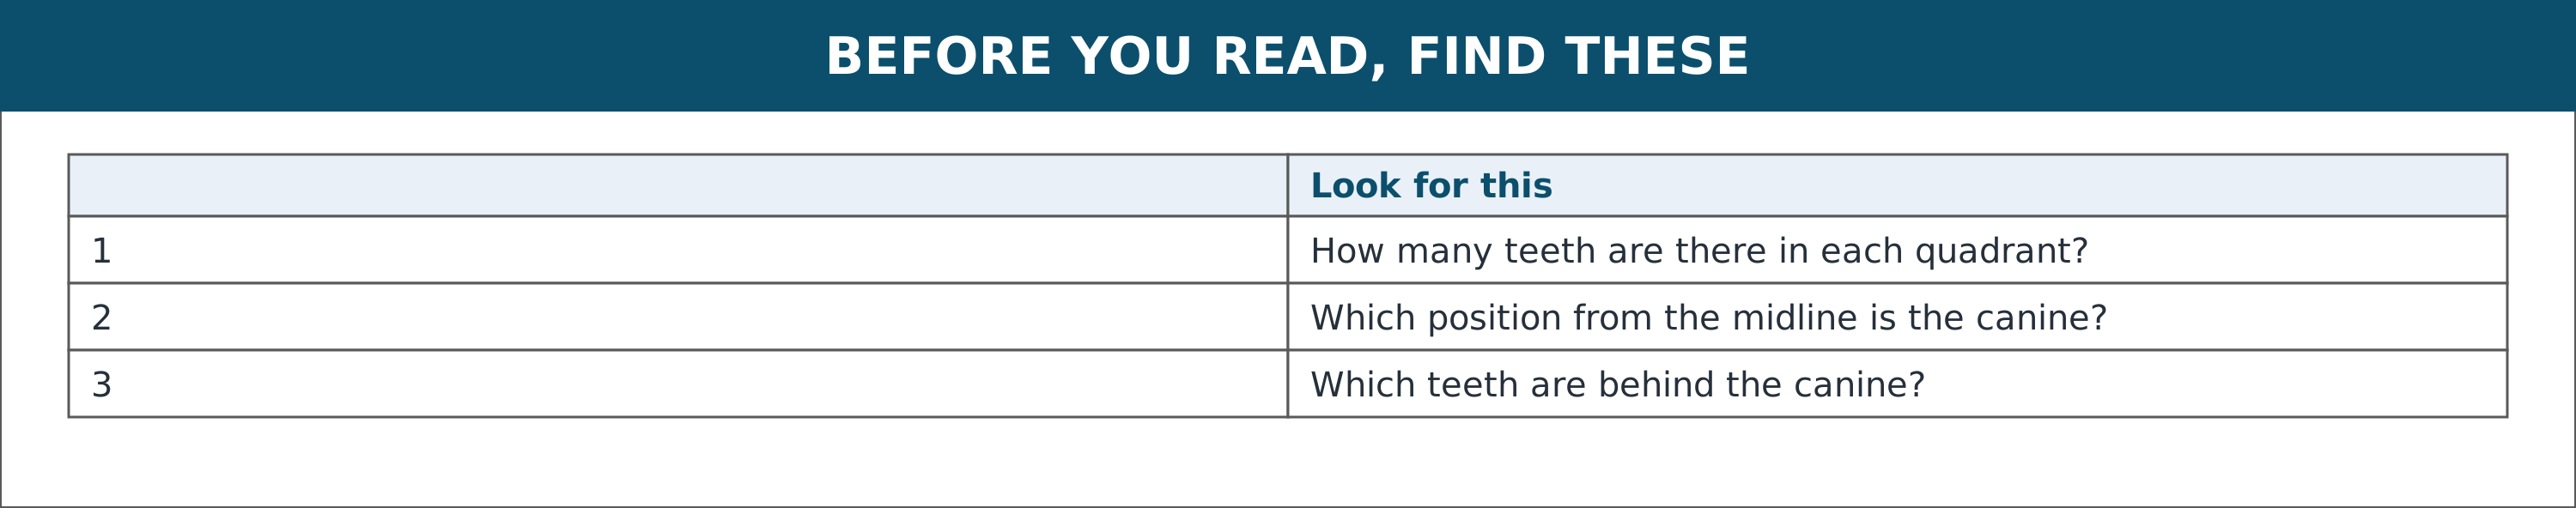 BEFORE YOU READ, FIND THESE
Look for this
1 How many teeth are there in each quadrant?
2 Which position from the midline is the canine?
3 Which teeth are behind the canine?